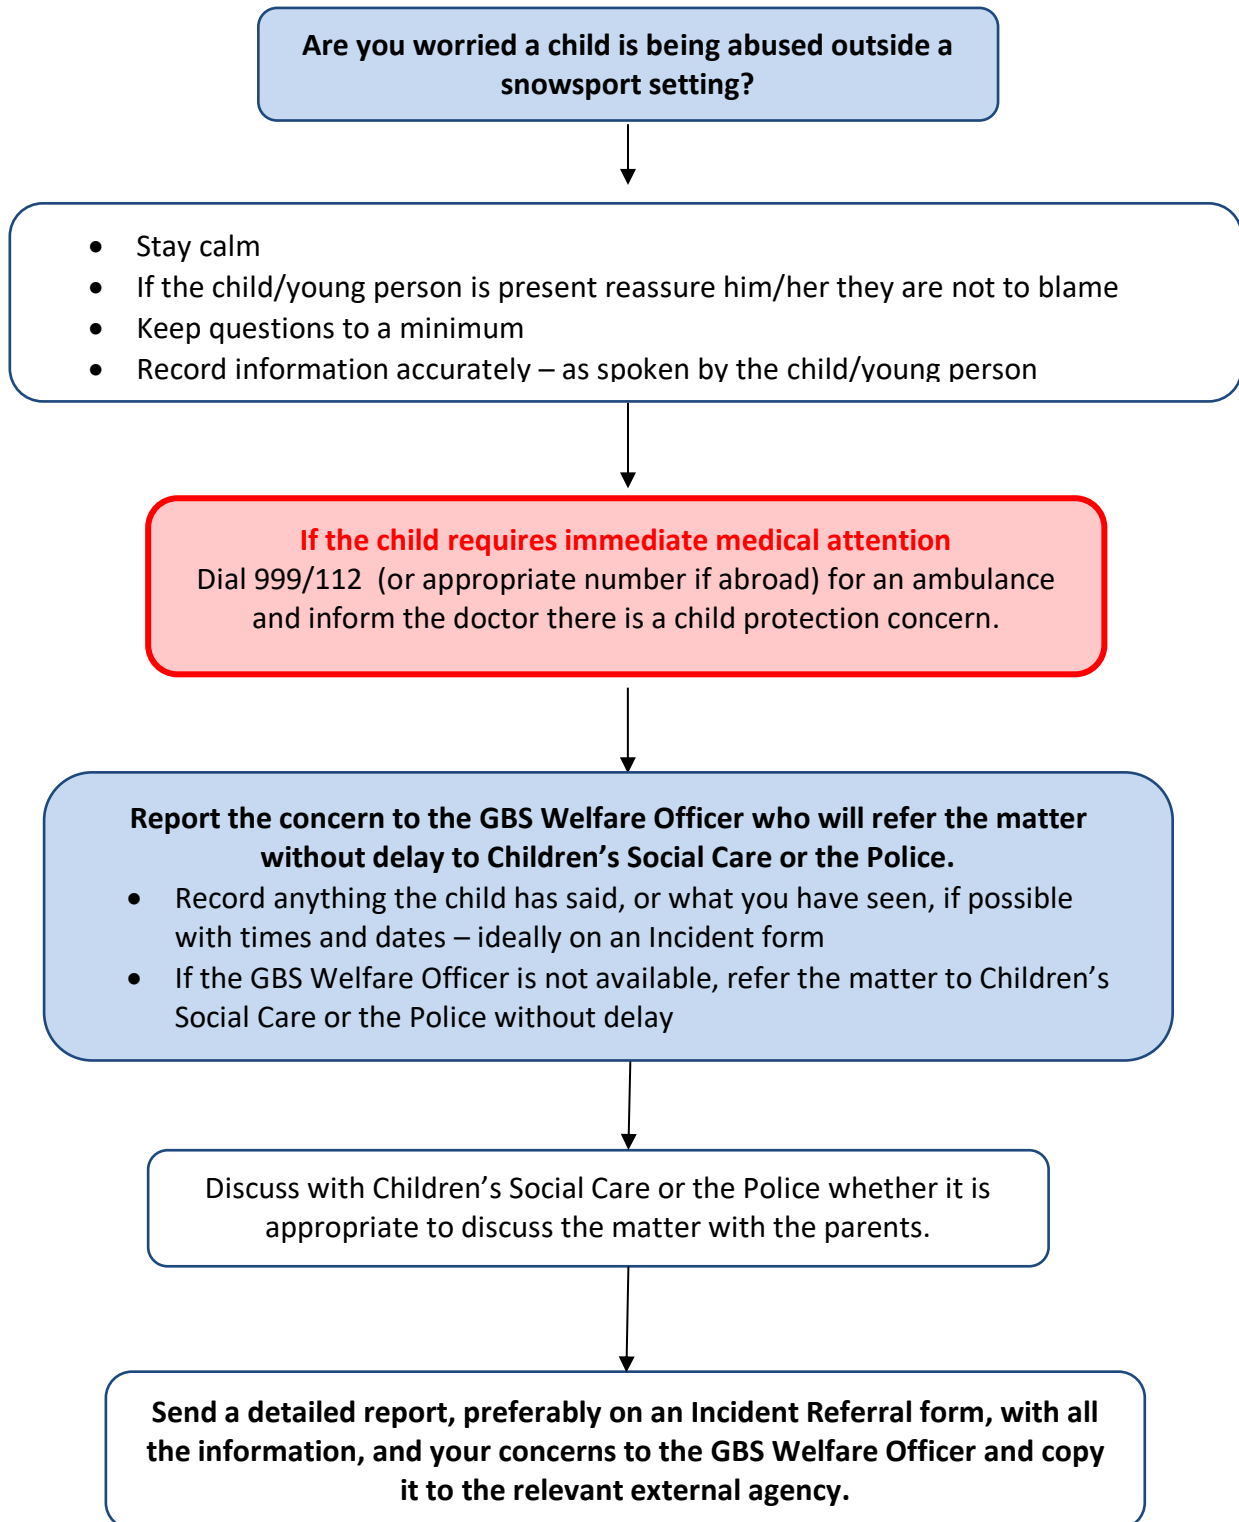 Are you worried a child is being abused outside a
snowsport setting?
• Stay calm
• If the child/young person is present reassure him/her they are not to blame
• Keep questions to a minimum
• Record information accurately – as spoken by the child/young person
If the child requires immediate medical attention
Dial 999/112  (or appropriate number if abroad) for an ambulance
and inform the doctor there is a child protection concern.
Report the concern to the GBS Welfare Officer who will refer the matter
without delay to Children’s Social Care or the Police.
• Record anything the child has said, or what you have seen, if possible
with times and dates – ideally on an Incident form
• If the GBS Welfare Officer is not available, refer the matter to Children’s
Social Care or the Police without delay
Discuss with Children’s Social Care or the Police whether it is
appropriate to discuss the matter with the parents.
Send a detailed report, preferably on an Incident Referral form, with all
the information, and your concerns to the GBS Welfare Officer and copy
it to the relevant external agency.